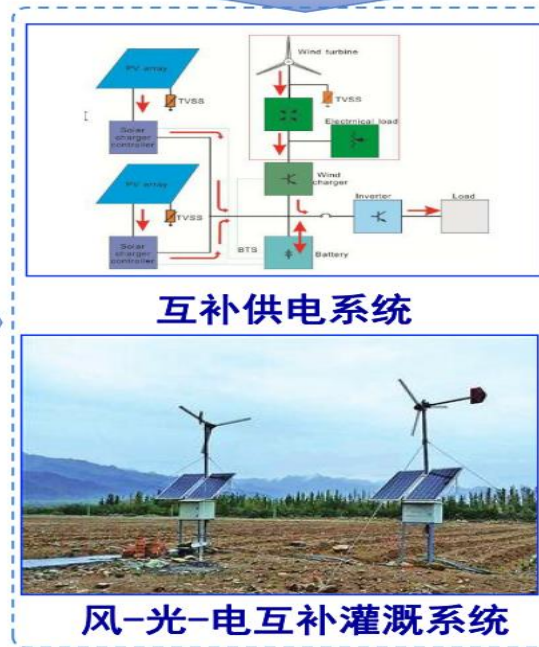 Wind turbine
PV array
TVSS
TVSS
Electrnical load
Solar
charger
controller
Wind
charger
PV array
TVSS
Inverter
Load
Solar
charger
controller
BTS
Battery
互补供电系统
风-光-电互补灌溉系统